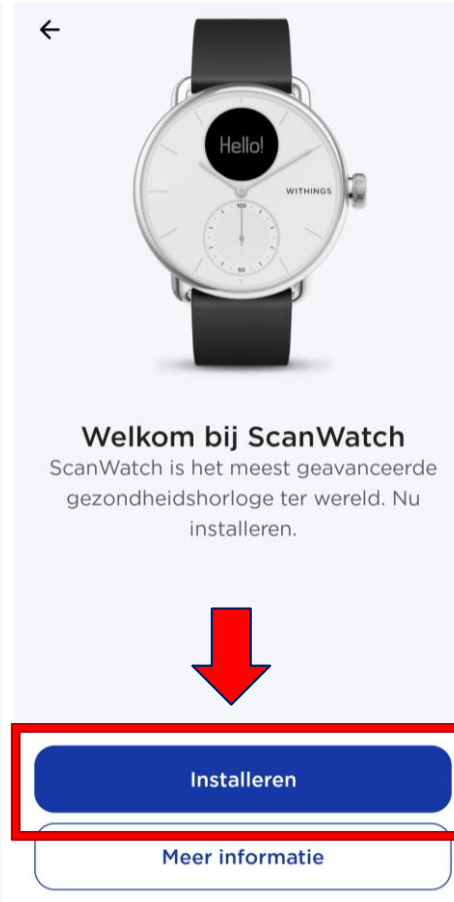 Hello!
WITHINGS
100
50
Welkom bij ScanWatch
ScanWatch is het meest geavanceerde
gezondheidshorloge ter wereld. Nu
installeren.
Installeren
Meer informatie